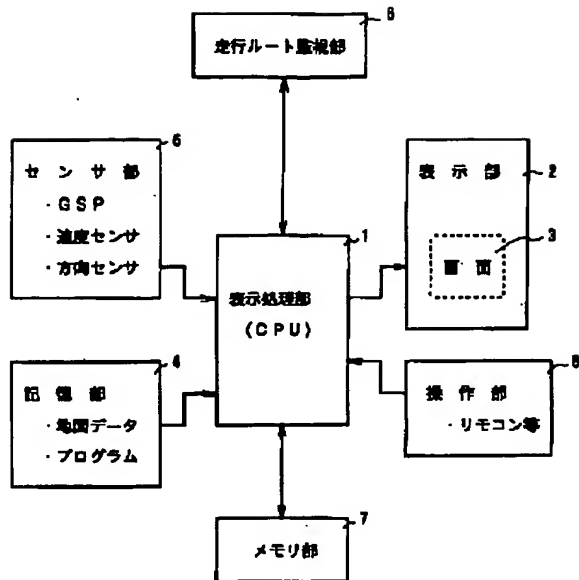 走行ルート監視部
センサ部
・GSP
・速度センサ
・方向センサ
1
表示処理部
(CPU)
表示部
2
3
画面
4
記憶部
・地図データ
・プログラム
操作部
・リモコン等
7
メモリ部